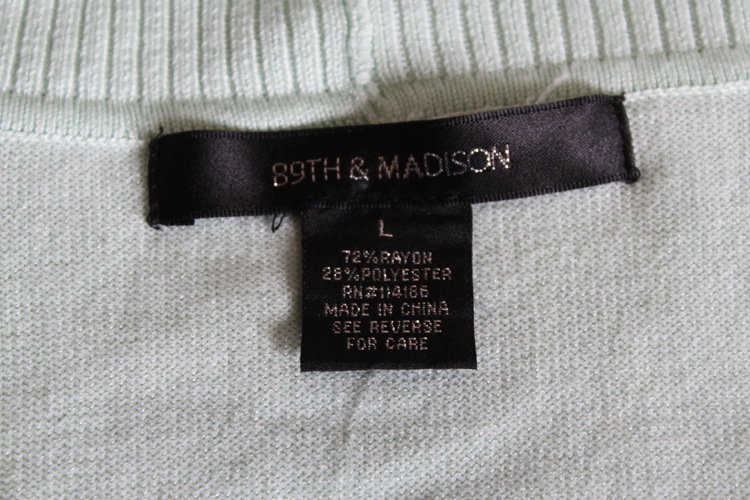 89TH & MADISON
L
72% RAYON
28% POLYESTER
RN#114166
MADE IN CHINA
SEE REVERSE
FOR CARE